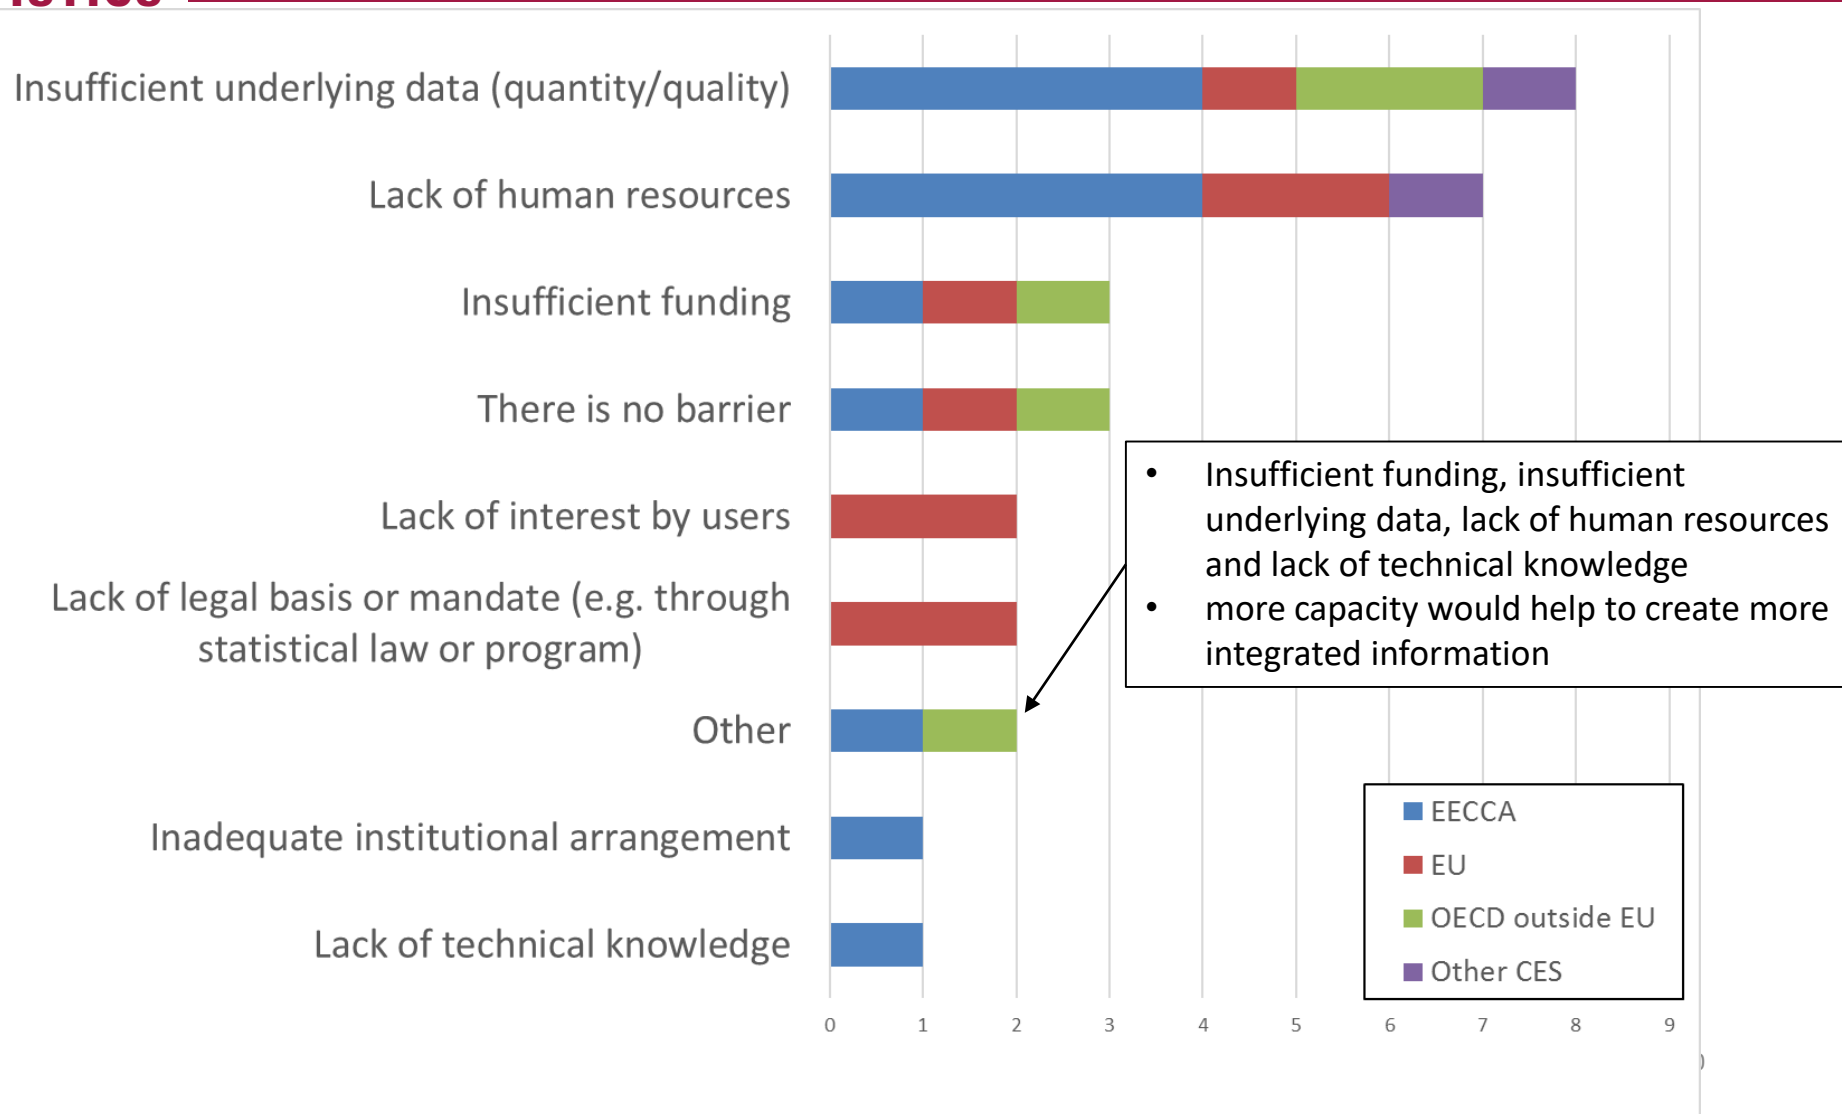 Insufficient underlying data (quantity/quality)
Lack of human resources
Insufficient funding
There is no barrier
Lack of interest by users
Lack of legal basis or mandate (e.g. through
statistical law or program)
Other
Inadequate institutional arrangement
Lack of technical knowledge
• Insufficient funding, insufficient
underlying data, lack of human resources
and lack of technical knowledge
• more capacity would help to create more
integrated information
EECCA
EU
OECD outside EU
Other CES
0 1 2 3 4 5 6 7 8 9